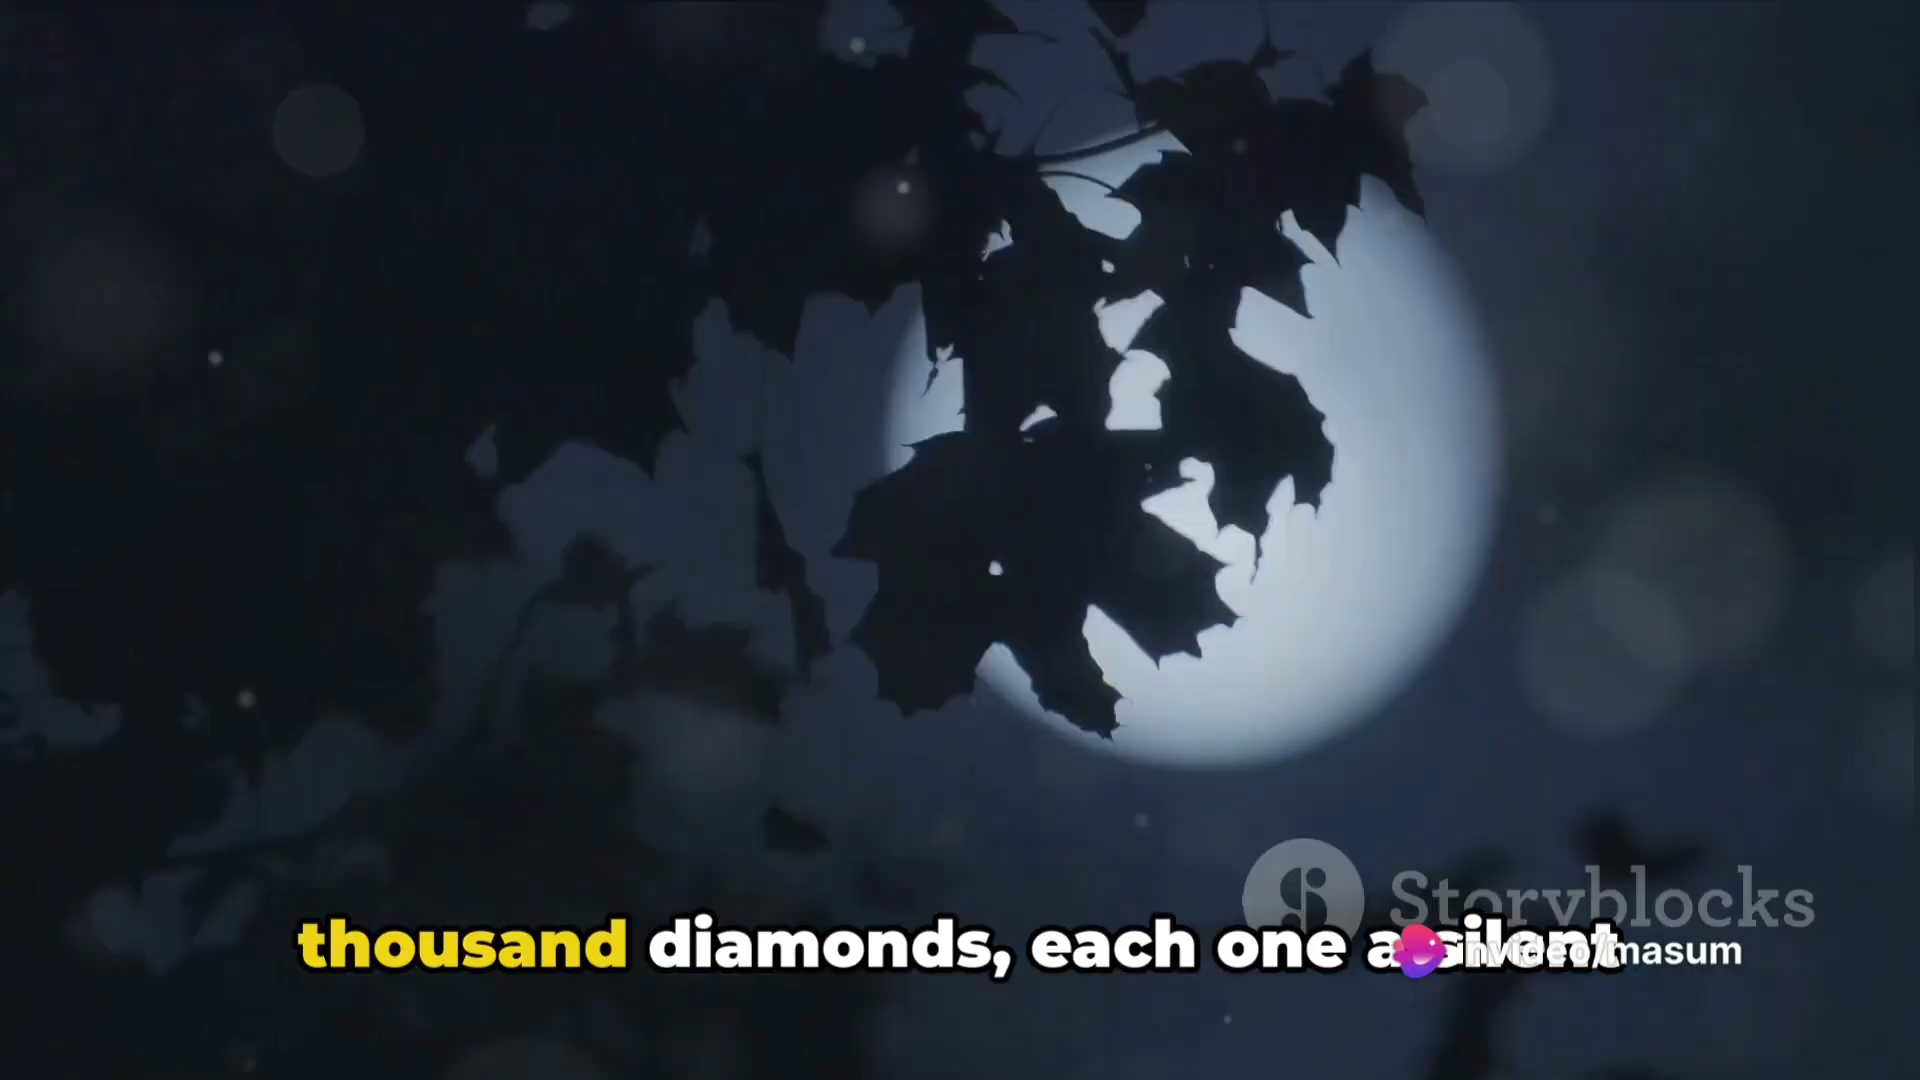 Storyblocks
thousand diamonds, each one a silent
invideo/masum